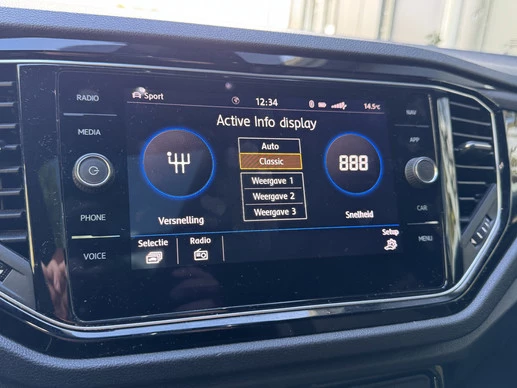 Sport 12:34 14.5°C
RADIO
MEDIA
PHONE
VOICE
Active Info display
Auto
Classic
Weergave 1
Weergave 2
Weergave 3
Versnelling
888
Snelheid
Selectie Radio Setup
NAV
APP
CAR
MENU